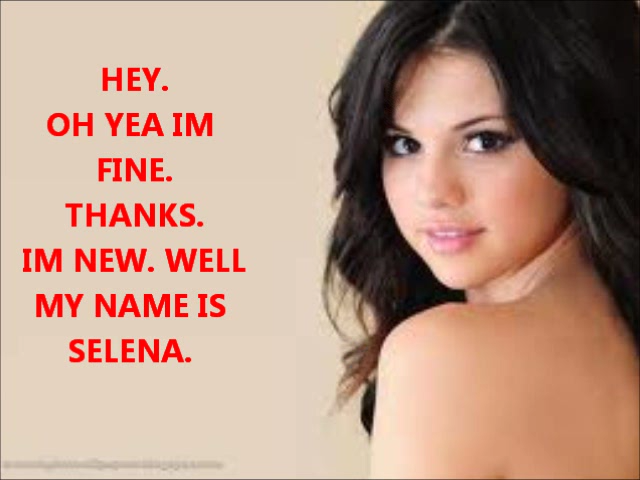 HEY.
OH YEA IM
FINE.
THANKS.
IM NEW. WELL
MY NAME IS
SELENA.